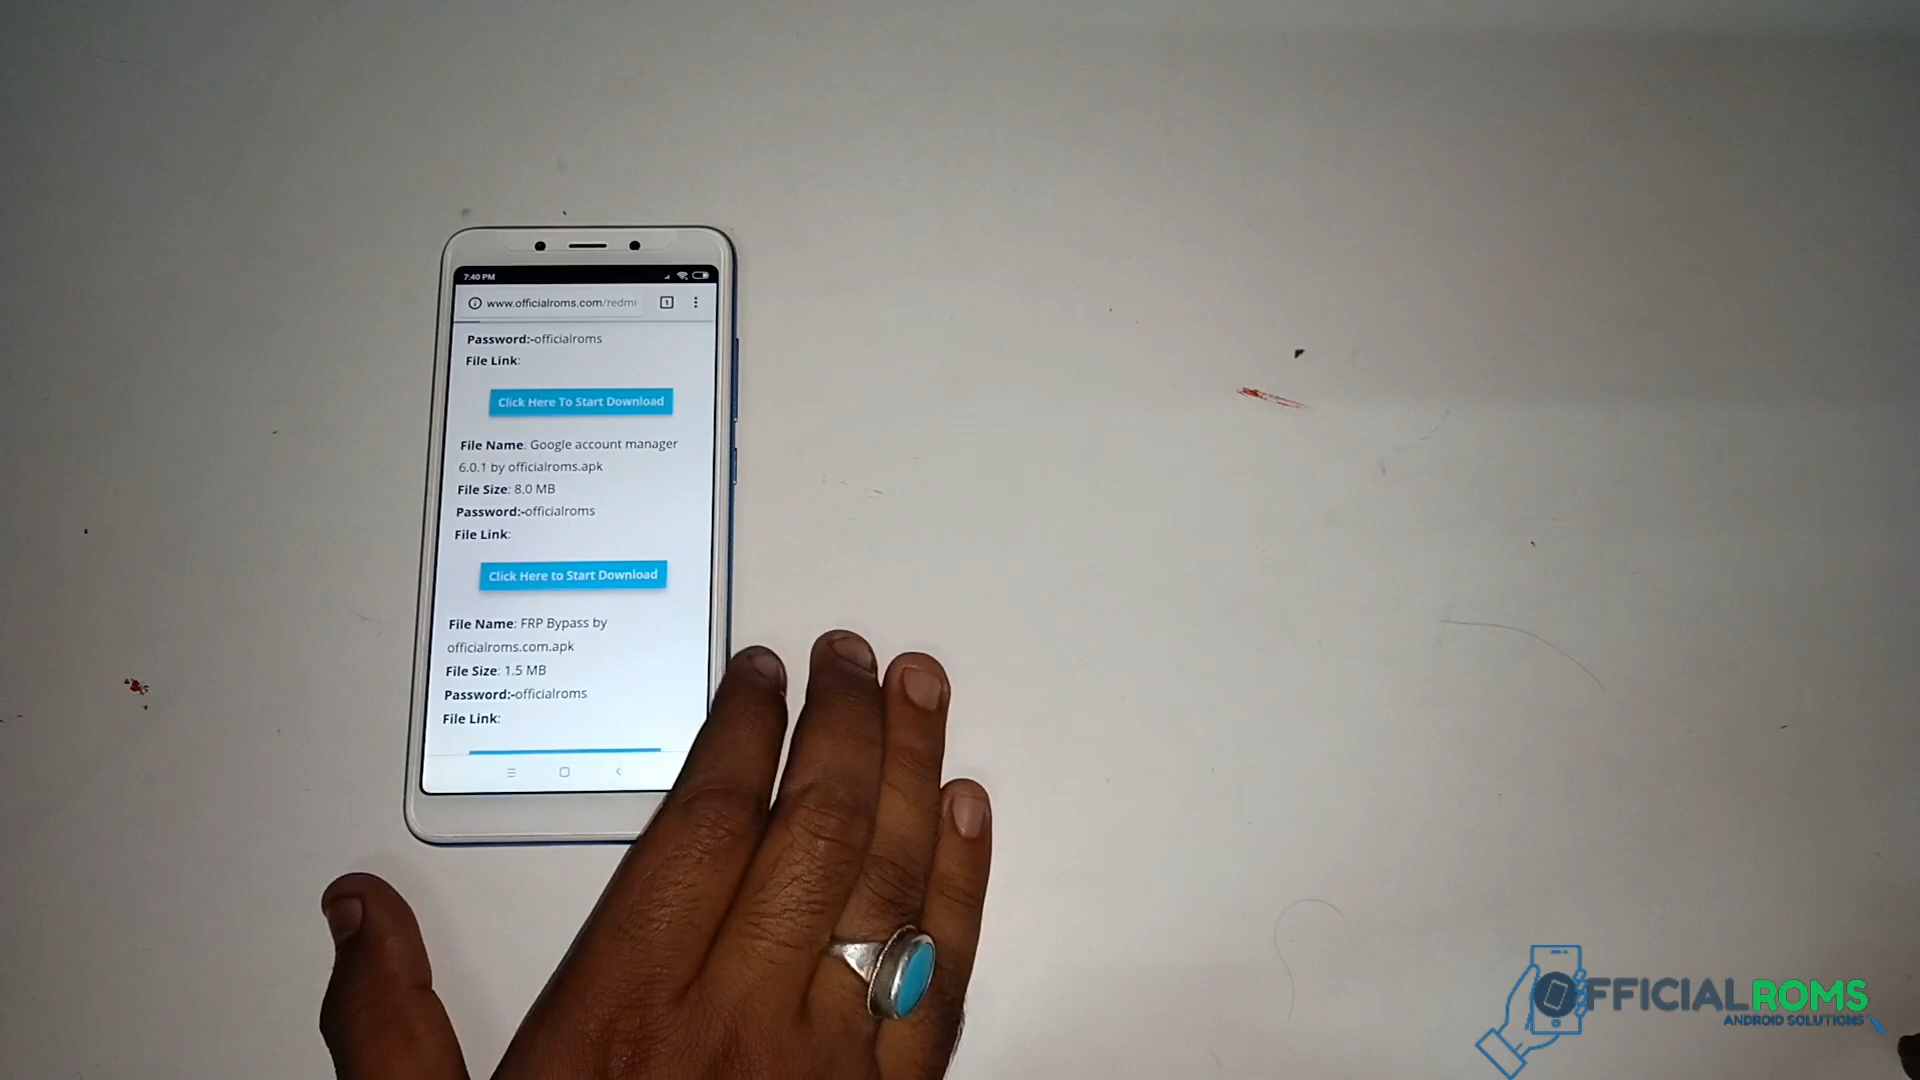 7:40 PM
www.officialroms.com/redmi
1
Password:-officialroms
File Link:
Click Here To Start Download
File Name: Google account manager
6.0.1 by officialroms.apk
File Size: 8.0 MB
Password:-officialroms
File Link:
Click Here to Start Download
File Name: FRP Bypass by
officialroms.com.apk
File Size: 1.5 MB
Password:-officialroms
File Link:
OFFICIALROMS
ANDROID SOLUTIONS